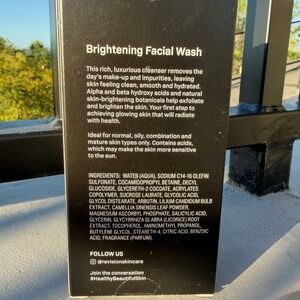 Brightening Facial Wash
This rich, luxurious cleanser removes the
day's make-up and impurities, leaving
skin feeling clean, smooth and hydrated.
Alpha and beta hydroxy acids and natural
skin-brightening botanicals help exfoliate
and brighten the skin. Your first step to
achieving glowing skin that will radiate
with health.
Ideal for normal, oily, combination and
mature skin types only. Contains acids,
which may make the skin more sensitive
to the sun.
INGREDIENTS: WATER (AQUA), SODIUM C14-16 OLEFIN
SULFONATE, COCAMIDOPROPYL BETAINE, DECYL
GLUCOSIDE, GLYCERETH-2 COCOATE, ACRYLATES
COPOLYMER, SUCROSE LAURATE, GLYCOLIC ACID,
GLYCOL DISTEARATE, ARBUTIN, LILIUM CANDIDUM BULB
EXTRACT, CAMELLIA SINENSIS LEAF POWDER,
MAGNESIUM ASCORBYL PHOSPHATE, SALICYLIC ACID,
GLYCERIN, GLYCYRRHIZA GLABRA (LICORICE) ROOT
EXTRACT, TOCOPHEROL, AMINOMETHYL PROPANOL,
BUTYLENE GLYCOL, STEARETH-4, CITRIC ACID, BENZOIC
ACID, FRAGRANCE (PARFUM).
FOLLOW US
@revisionskincare
Join the conversation
#HealthyBeautifulSkin